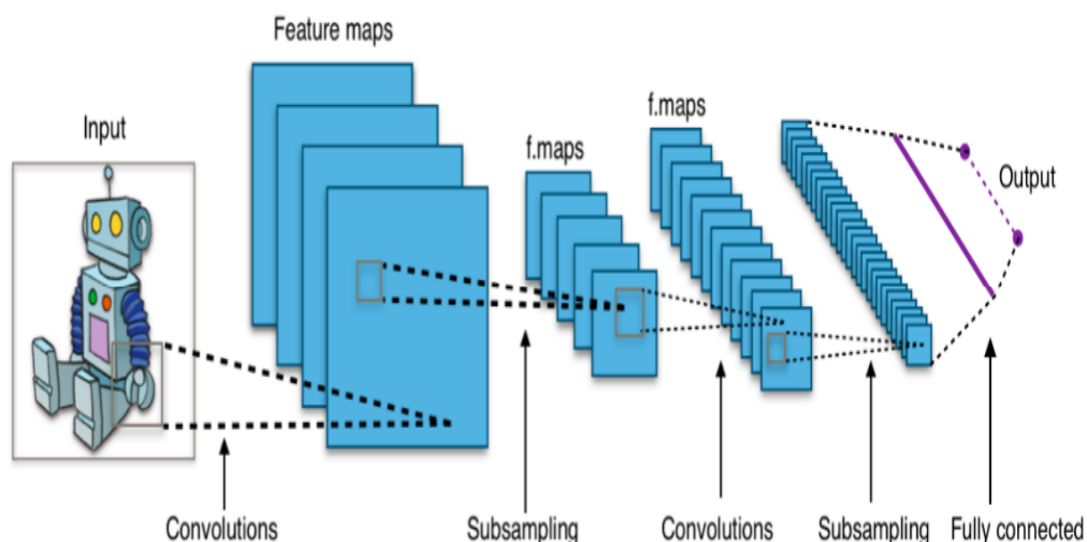 Feature maps
f.maps
Input
f.maps
Output
Convolutions
Subsampling
Convolutions
Subsampling
Fully connected